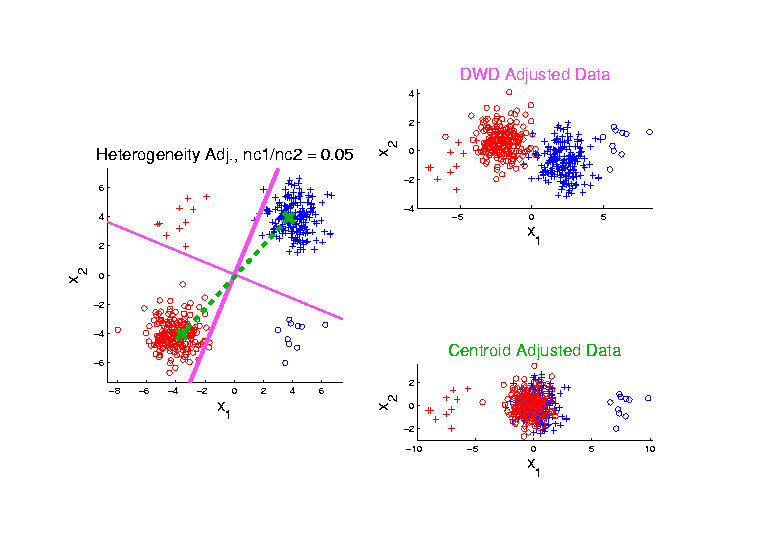 Heterogeneity Adj., nc1/nc2 = 0.05
6
4
2
0
−2
−4
−6
x2
−8 −6 −4 −2 0 2 4 6
x1
DWD Adjusted Data
4
2
0
−2
−4
x2
−5 0 5
x1
Centroid Adjusted Data
2
0
−2
x2
−10 −5 0 5 10
x1